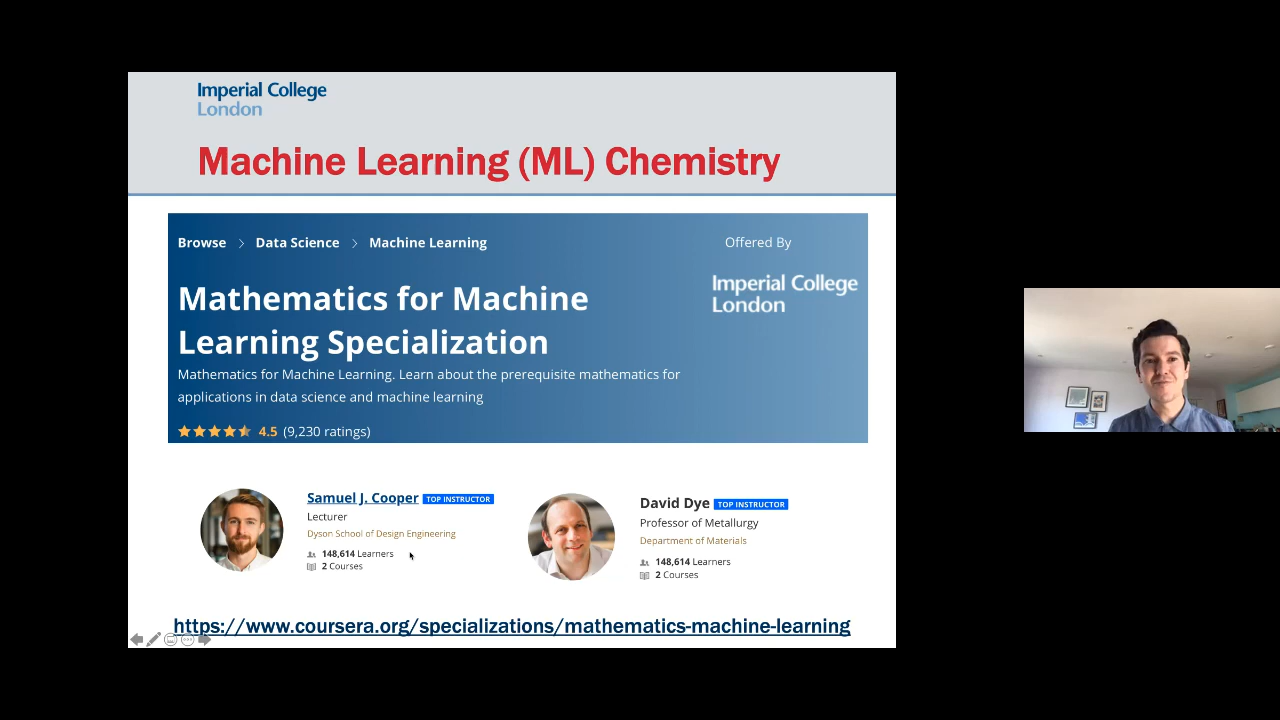 Imperial College
London
Machine Learning (ML) Chemistry
Browse > Data Science > Machine Learning
Offered By
Imperial College
London
Mathematics for Machine
Learning Specialization
Mathematics for Machine Learning. Learn about the prerequisite mathematics for
applications in data science and machine learning
4.5 (9,230 ratings)
Samuel J. Cooper TOP INSTRUCTOR
Lecturer
Dyson School of Design Engineering
148,614 Learners
2 Courses
David Dye TOP INSTRUCTOR
Professor of Metallurgy
Department of Materials
148,614 Learners
2 Courses
https://www.coursera.org/specializations/mathematics-machine-learning